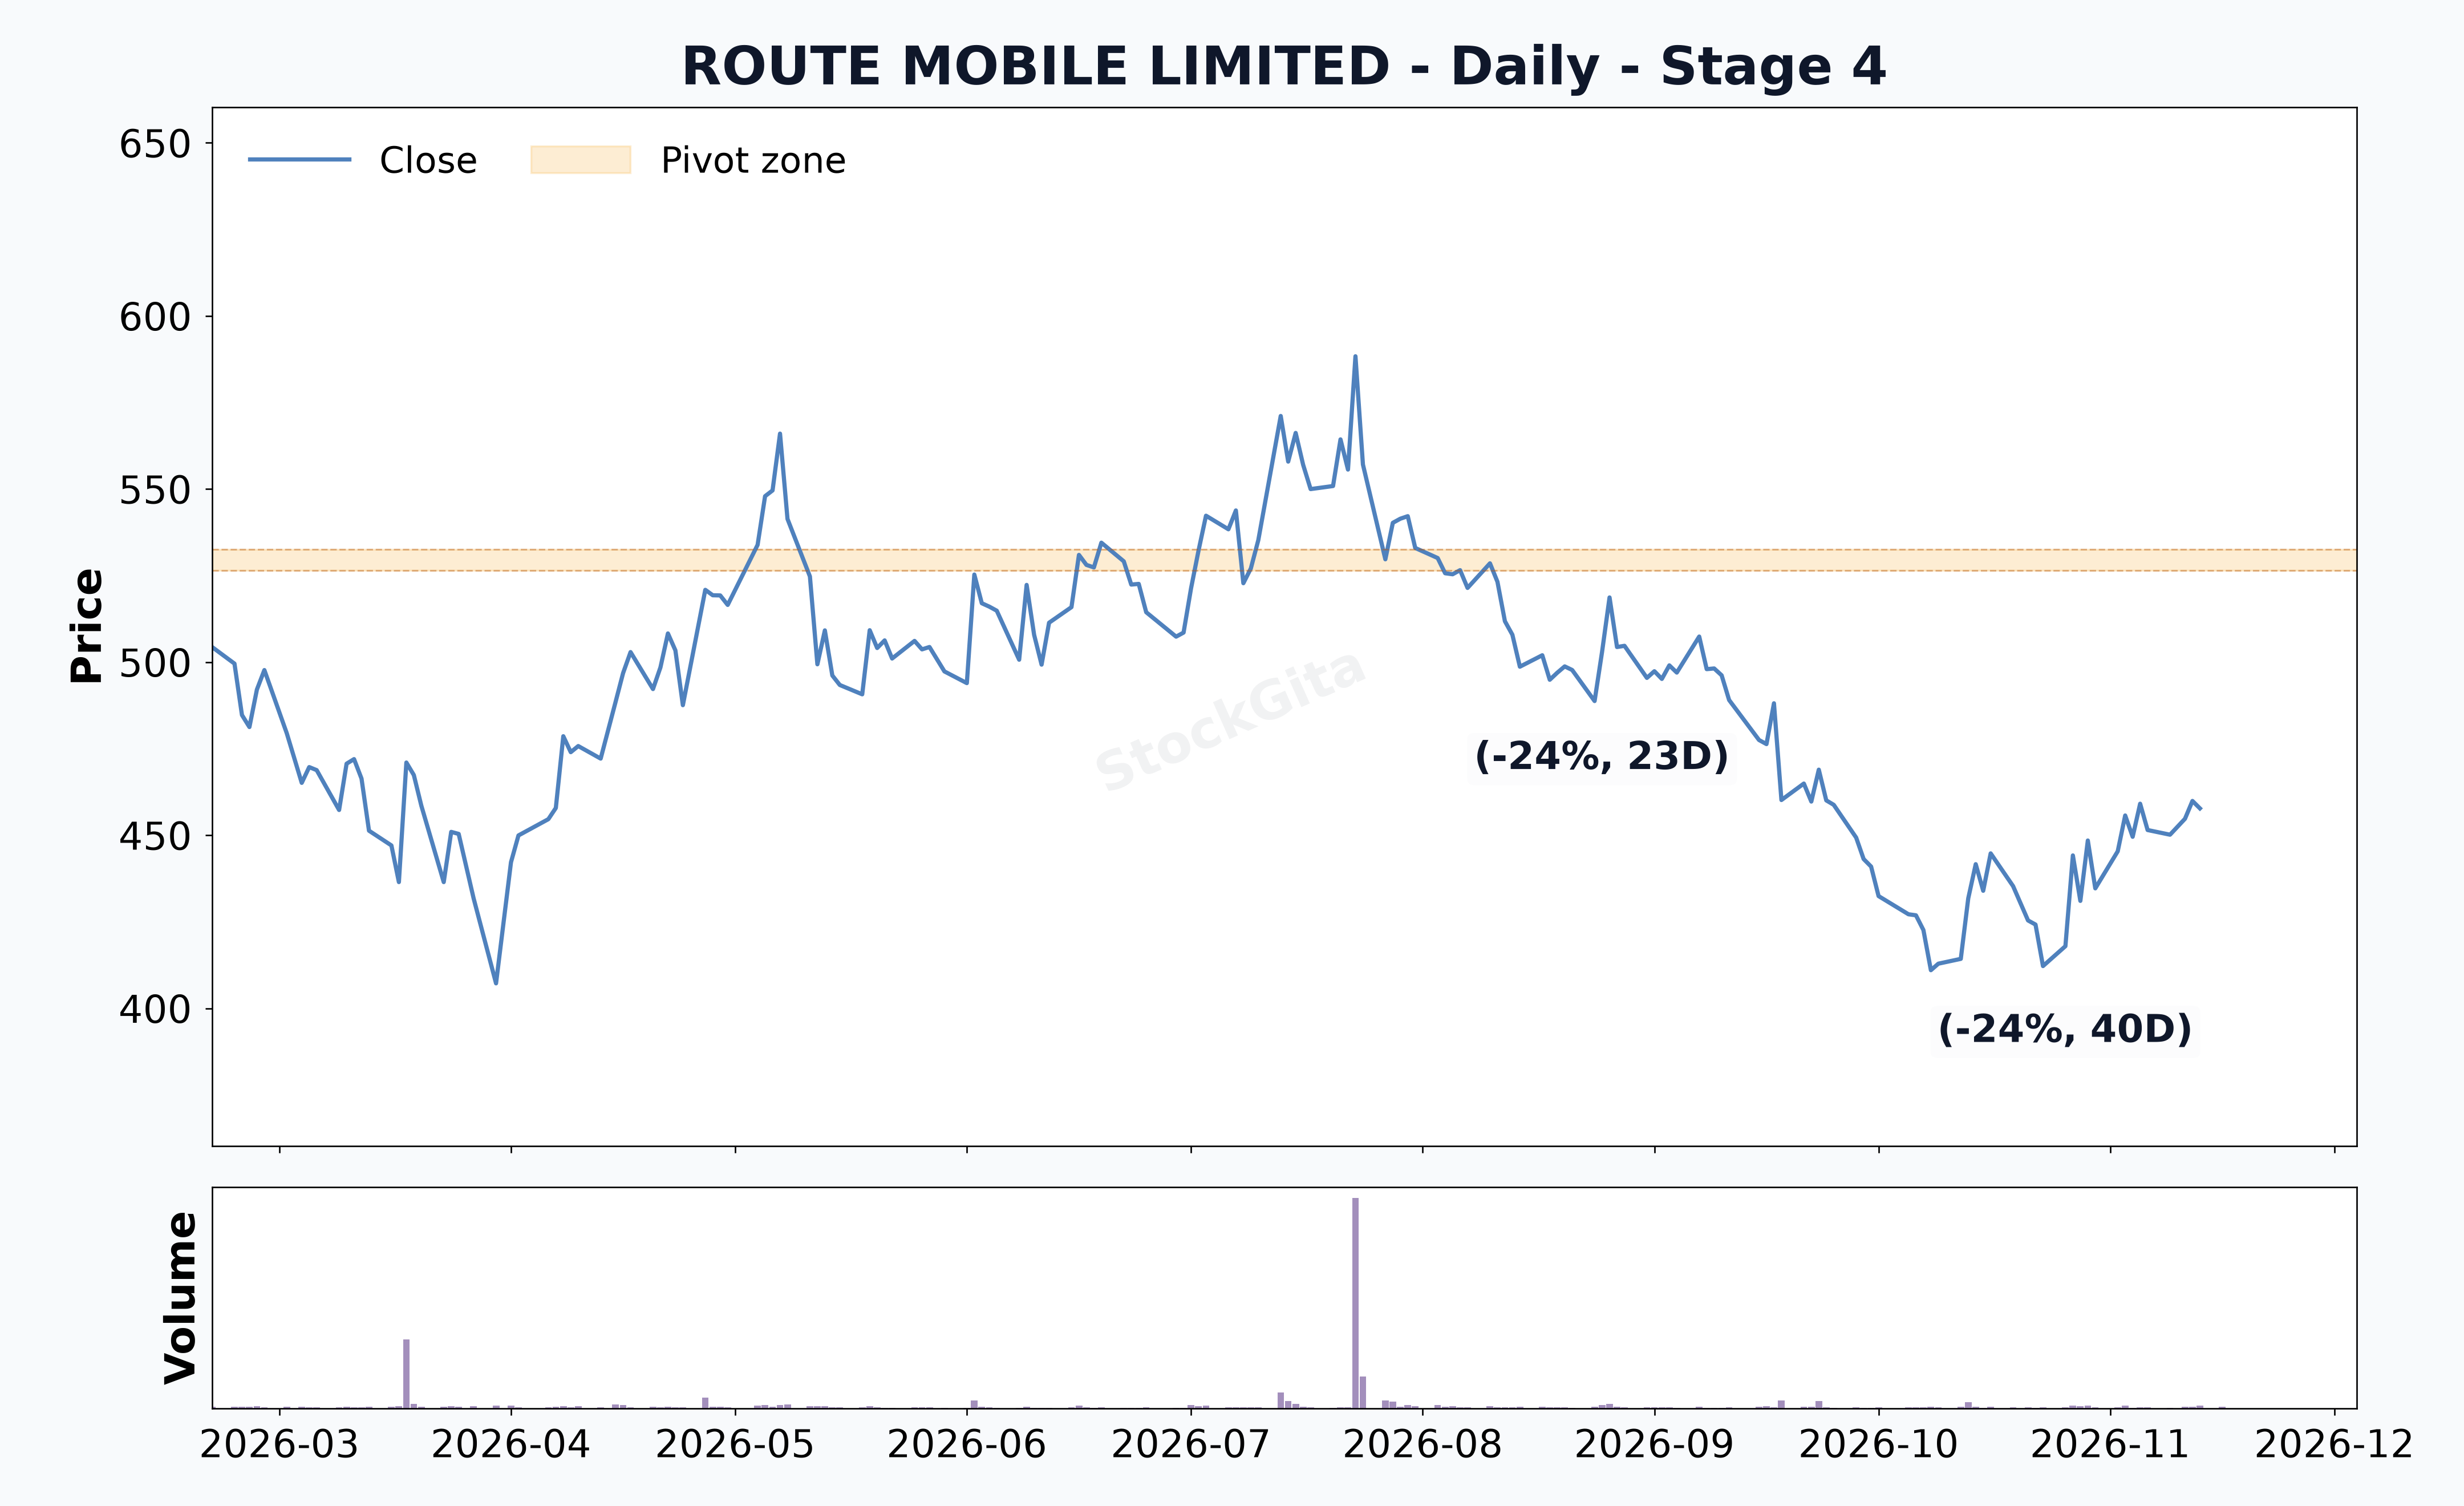 ROUTE MOBILE LIMITED - Daily - Stage 4
Close
Pivot zone
650
600
550
500
450
400
Price
StockGita
(-24%, 23D)
(-24%, 40D)
Volume
2026-03
2026-04
2026-05
2026-06
2026-07
2026-08
2026-09
2026-10
2026-11
2026-12